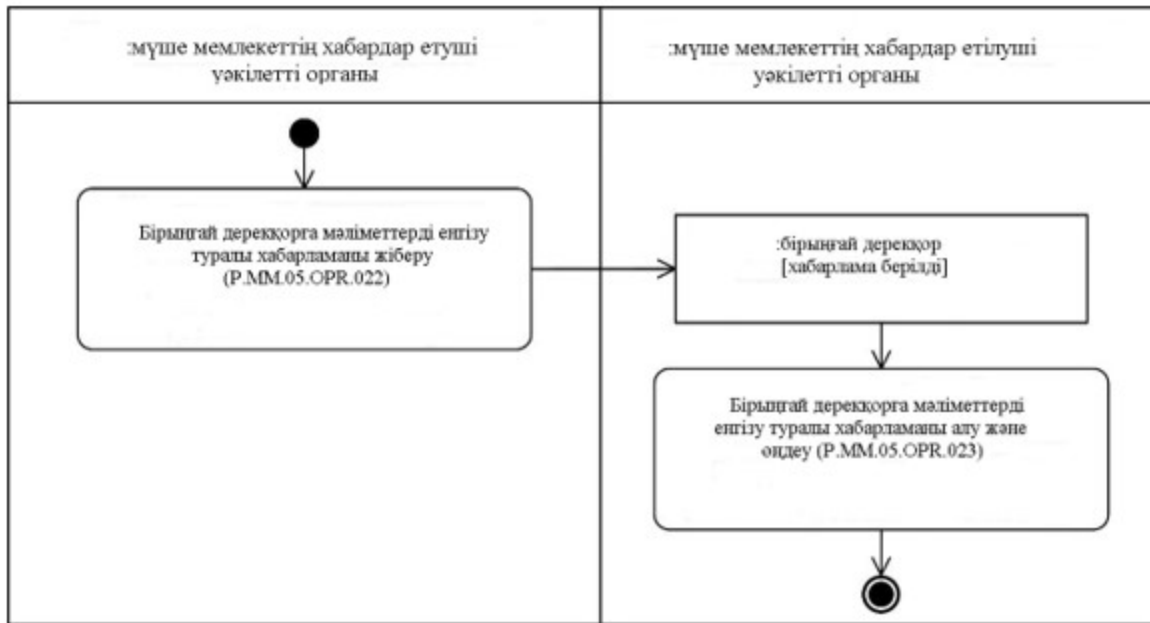 :мүше мемлекеттің хабардар етуші
уәкілетті органы
:мүше мемлекеттің хабардар етілуші
уәкілетті органы
Бірыңғай дерекқорға мәліметтерді енгізу
туралы хабарламаны жіберу
(P.MM.05.OPR.022)
:бірыңғай дерекқор
[хабарлама берілді]
Бірыңғай дерекқорға мәліметтерді
енгізу туралы хабарламаны алу және
өңдеу (P.MM.05.OPR.023)